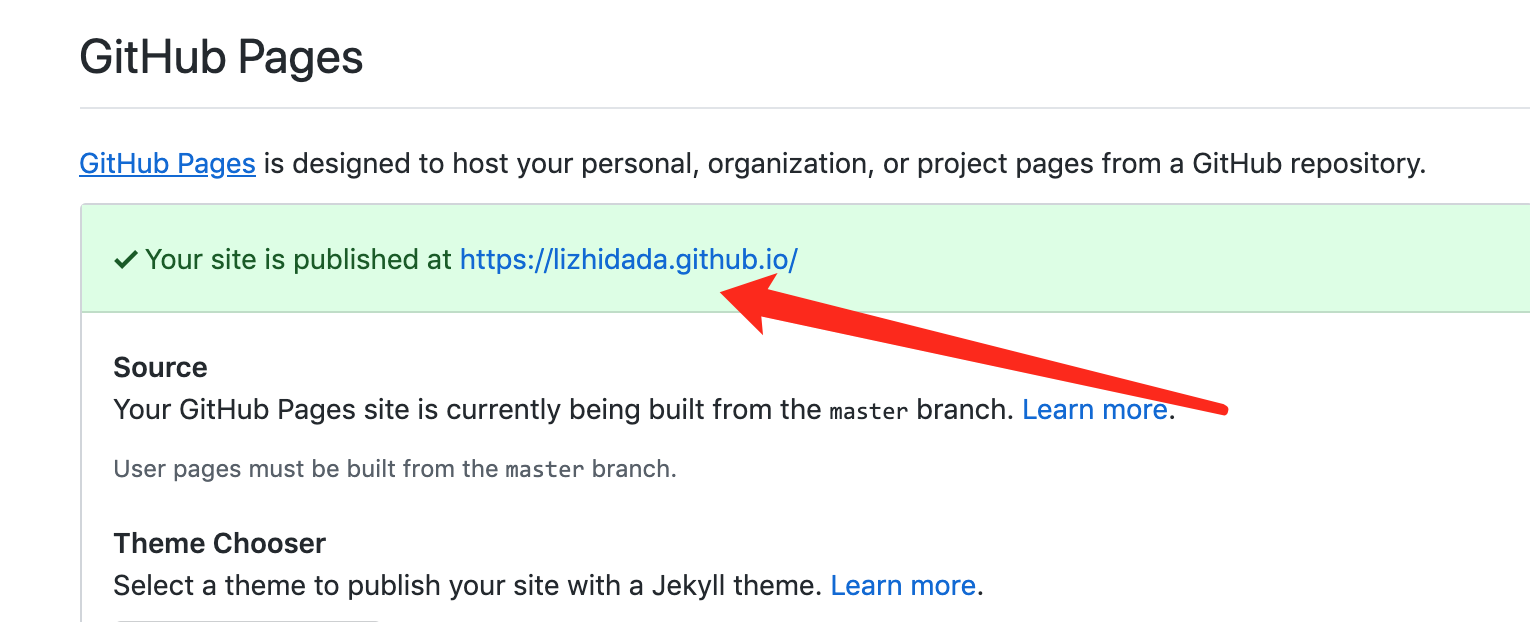 GitHub Pages
GitHub Pages is designed to host your personal, organization, or project pages from a GitHub repository.
Your site is published at https://lizhidada.github.io/
Source
Your GitHub Pages site is currently being built from the master branch. Learn more.
User pages must be built from the master branch.
Theme Chooser
Select a theme to publish your site with a Jekyll theme. Learn more.